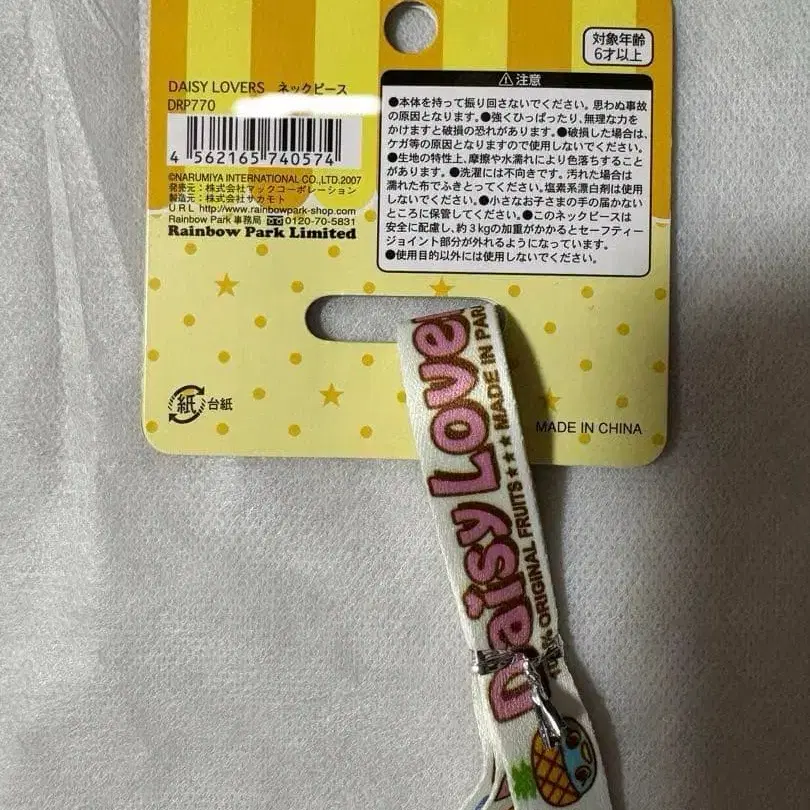 対象年齢
6才以上
DAISY LOVERS ネックピース
DRP770
4 562165 740574
©NARUMIYA INTERNATIONAL CO.,LTD.2007
発売元：株式会社マックコーポレーション
製造元：株式会社サカモト
URL http://www.rainbowpark-shop.com
Rainbow Park 事務局 0120-70-5831
Rainbow Park Limited
⚠注意
●本体を持って振り回さないでください。思わぬ事故
の原因となります。●強くひっぱったり、無理な力を
かけますと破損の恐れがあります。●破損した場合は、
ケガ等の原因となりますので使用しないでください。
●生地の特性上、摩擦や水濡れにより色落ちすること
があります。●洗濯には不向きです。汚れた場合は
濡れた布でふきとってください。塩素系漂白剤は使用
しないでください。●小さなお子さまの手の届かない
ところに保管してください。●このネックピースは
安全に配慮し、約3kgの加重がかかるとセーフティー
ジョイント部分が外れるようになっています。
●使用目的以外には使用しないでください。
紙 台紙
MADE IN CHINA
Daisy Love
100% ORIGINAL FRUITS★★★MADE IN PAR